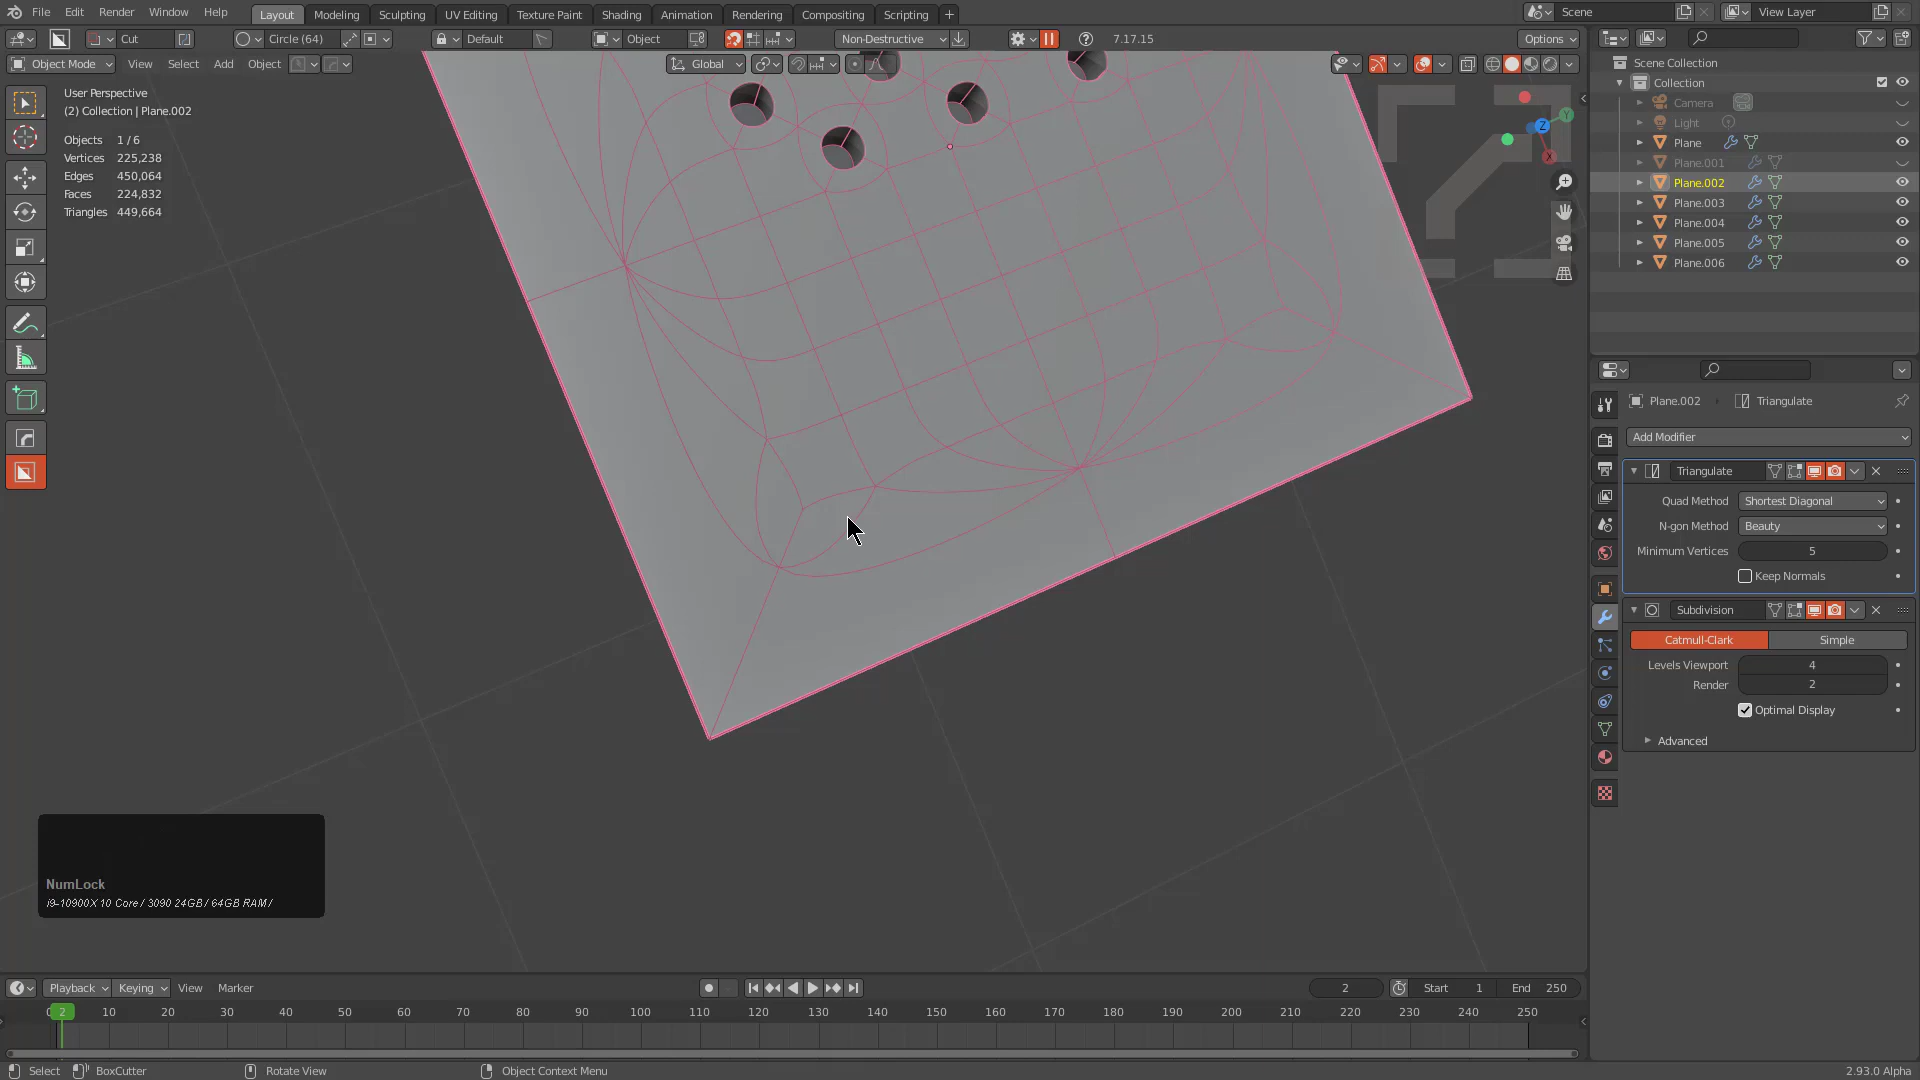 File Edit Render Window Help Layout Modeling Sculpting UV Editing Texture Paint Shading Animation Rendering Compositing Scripting + Scene View Layer
Cut Circle (64) Default Object Non-Destructive 7.17.15 Options
Object Mode View Select Add Object Global
User Perspective
(2) Collection | Plane.002
Objects 1/6
Vertices 225,238
Edges 450,064
Faces 224,832
Triangles 449,664
Z
Y
X
Scene Collection
Collection
Camera
Light
Plane
Plane.001
Plane.002
Plane.003
Plane.004
Plane.005
Plane.006
Plane.002 Triangulate
Add Modifier
Triangulate
Quad Method Shortest Diagonal
N-gon Method Beauty
Minimum Vertices 5
Keep Normals
Subdivision
Catmull-Clark Simple
Levels Viewport 4
Render 2
Optimal Display
Advanced
NumLock
i9-10900X 10 Core / 3090 24GB / 64GB RAM /
Playback Keying View Marker 2 Start 1 End 250
0 2 10 20 30 40 50 60 70 80 90 100 110 120 130 140 150 160 170 180 190 200 210 220 230 240 250
Select BoxCutter Rotate View Object Context Menu 2.93.0 Alpha